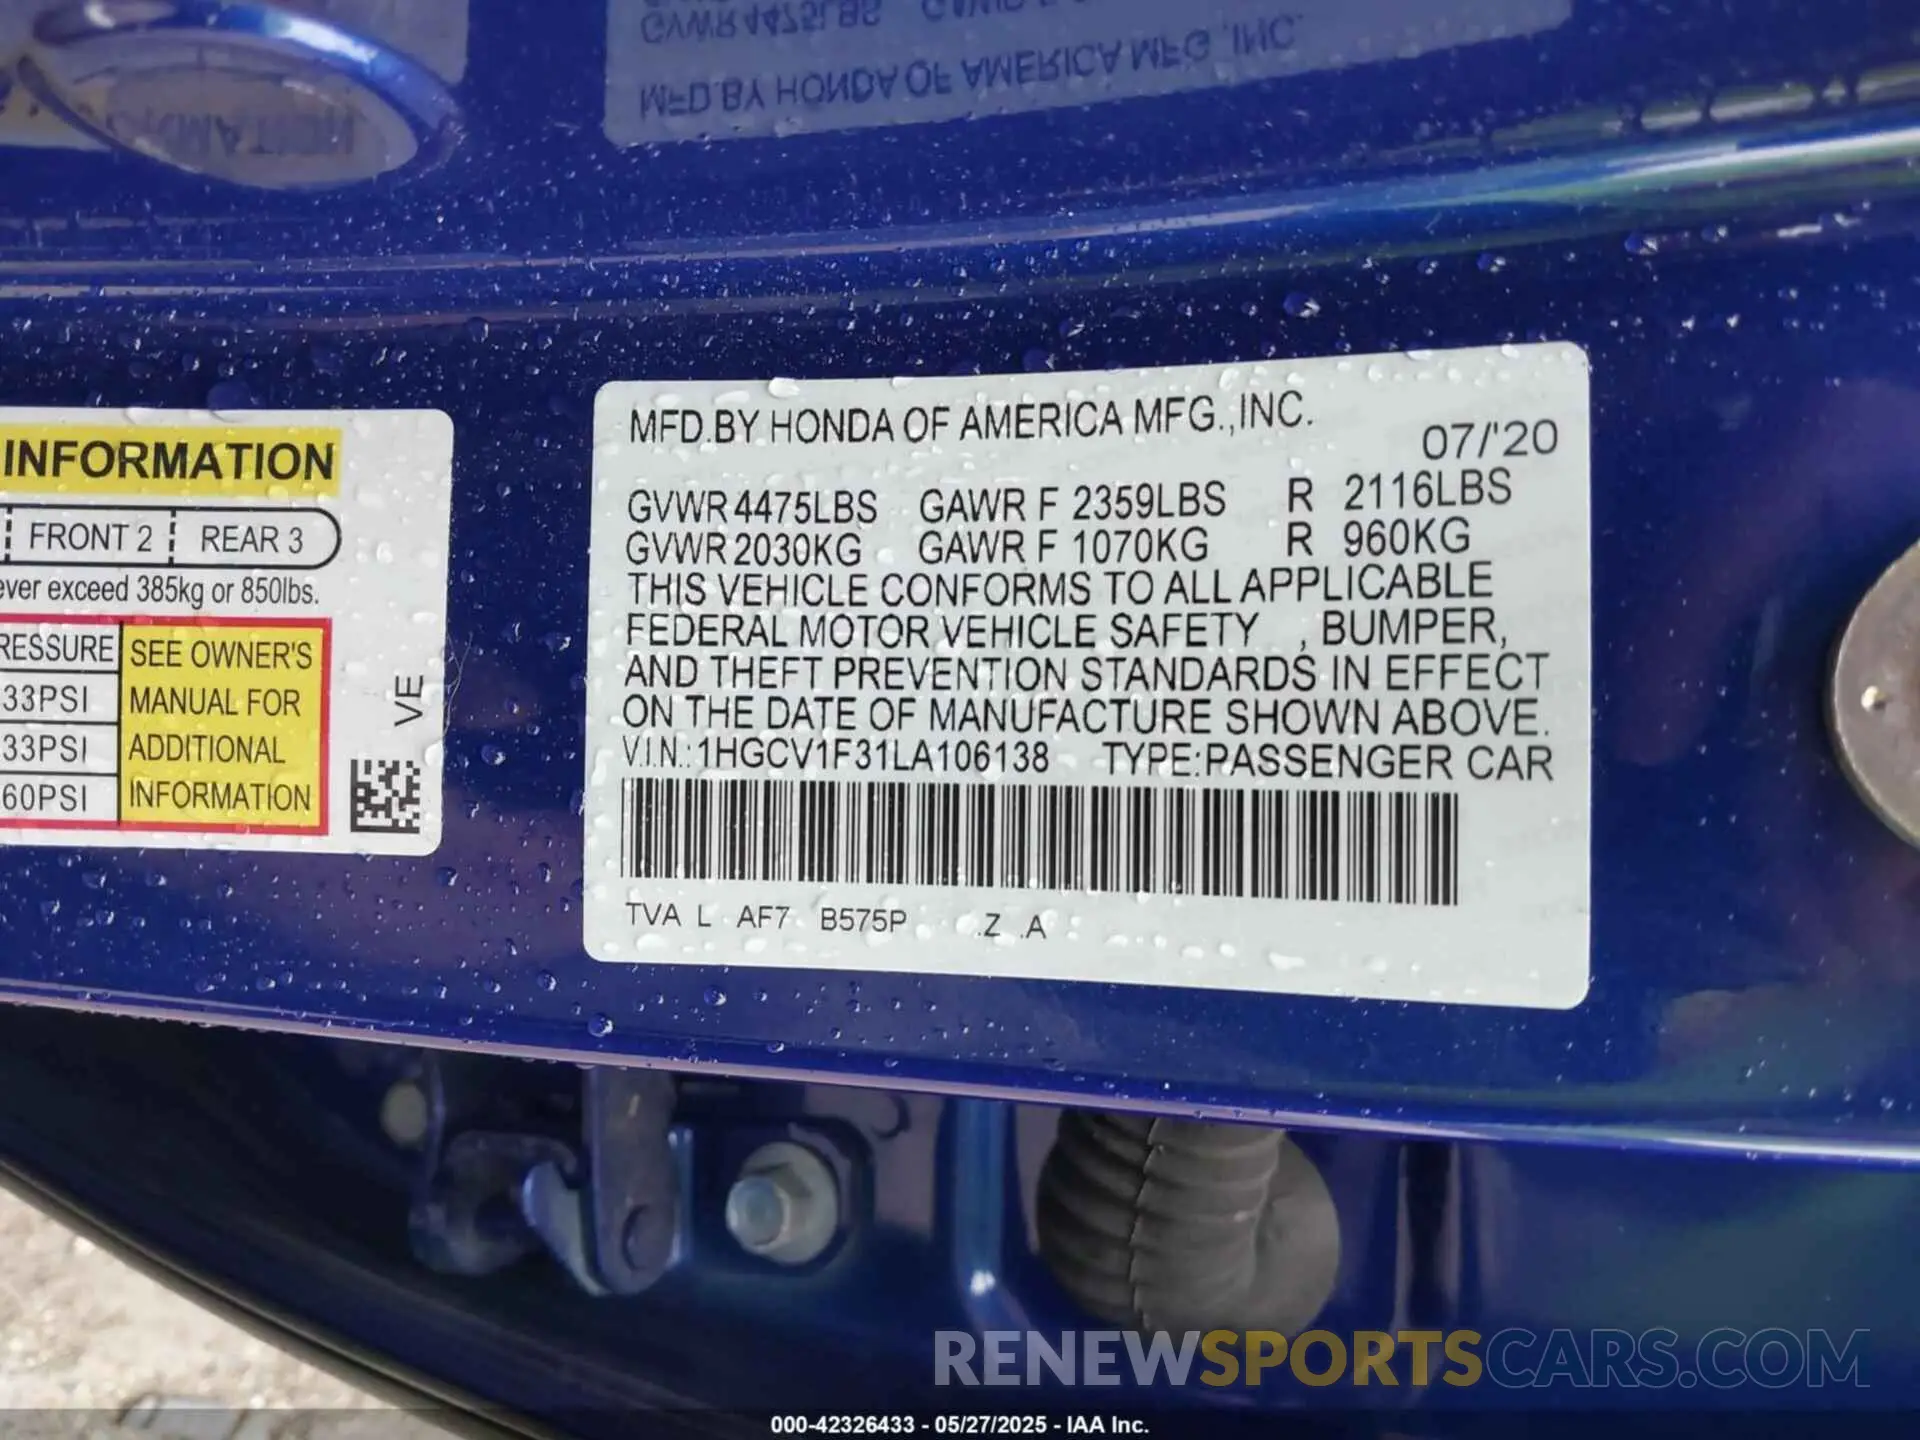 GVWR 4475LBS
MFD.BY HONDA OF AMERICA MFG.,INC.
INFORMATION
FRONT 2 REAR 3
ever exceed 385kg or 850lbs.
RESSURE
33PSI
33PSI
60PSI
SEE OWNER'S
MANUAL FOR
ADDITIONAL
INFORMATION
VE
MFD.BY HONDA OF AMERICA MFG.,INC.
07/'20
GVWR 4475LBS GAWR F 2359LBS R 2116LBS
GVWR 2030KG GAWR F 1070KG R 960KG
THIS VEHICLE CONFORMS TO ALL APPLICABLE
FEDERAL MOTOR VEHICLE SAFETY , BUMPER,
AND THEFT PREVENTION STANDARDS IN EFFECT
ON THE DATE OF MANUFACTURE SHOWN ABOVE.
V.I.N.: 1HGCV1F31LA106138 TYPE:PASSENGER CAR
TVA L AF7 B575P .Z .A
RENEWSPORTSCARS.COM
000-42326433 - 05/27/2025 - IAA Inc.